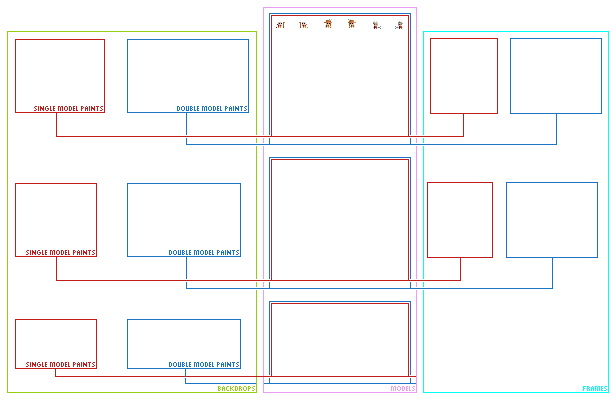 SINGLE MODEL PAINTS
DOUBLE MODEL PAINTS
SINGLE MODEL PAINTS
DOUBLE MODEL PAINTS
SINGLE MODEL PAINTS
DOUBLE MODEL PAINTS
BACKDROPS
MODELS
FRAMES